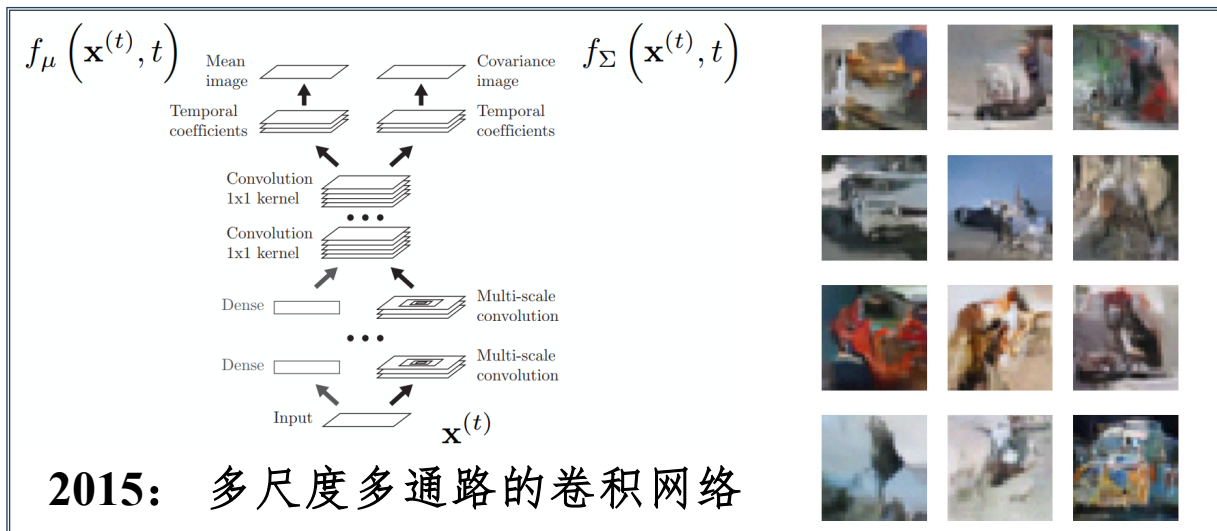 f_μ(x^(t), t)
f_Σ(x^(t), t)
Mean
image
Covariance
image
Temporal
coefficients
Temporal
coefficients
Convolution
1x1 kernel
Convolution
1x1 kernel
Dense
Multi-scale
convolution
Dense
Multi-scale
convolution
Input
x^(t)
2015： 多尺度多通路的卷积网络